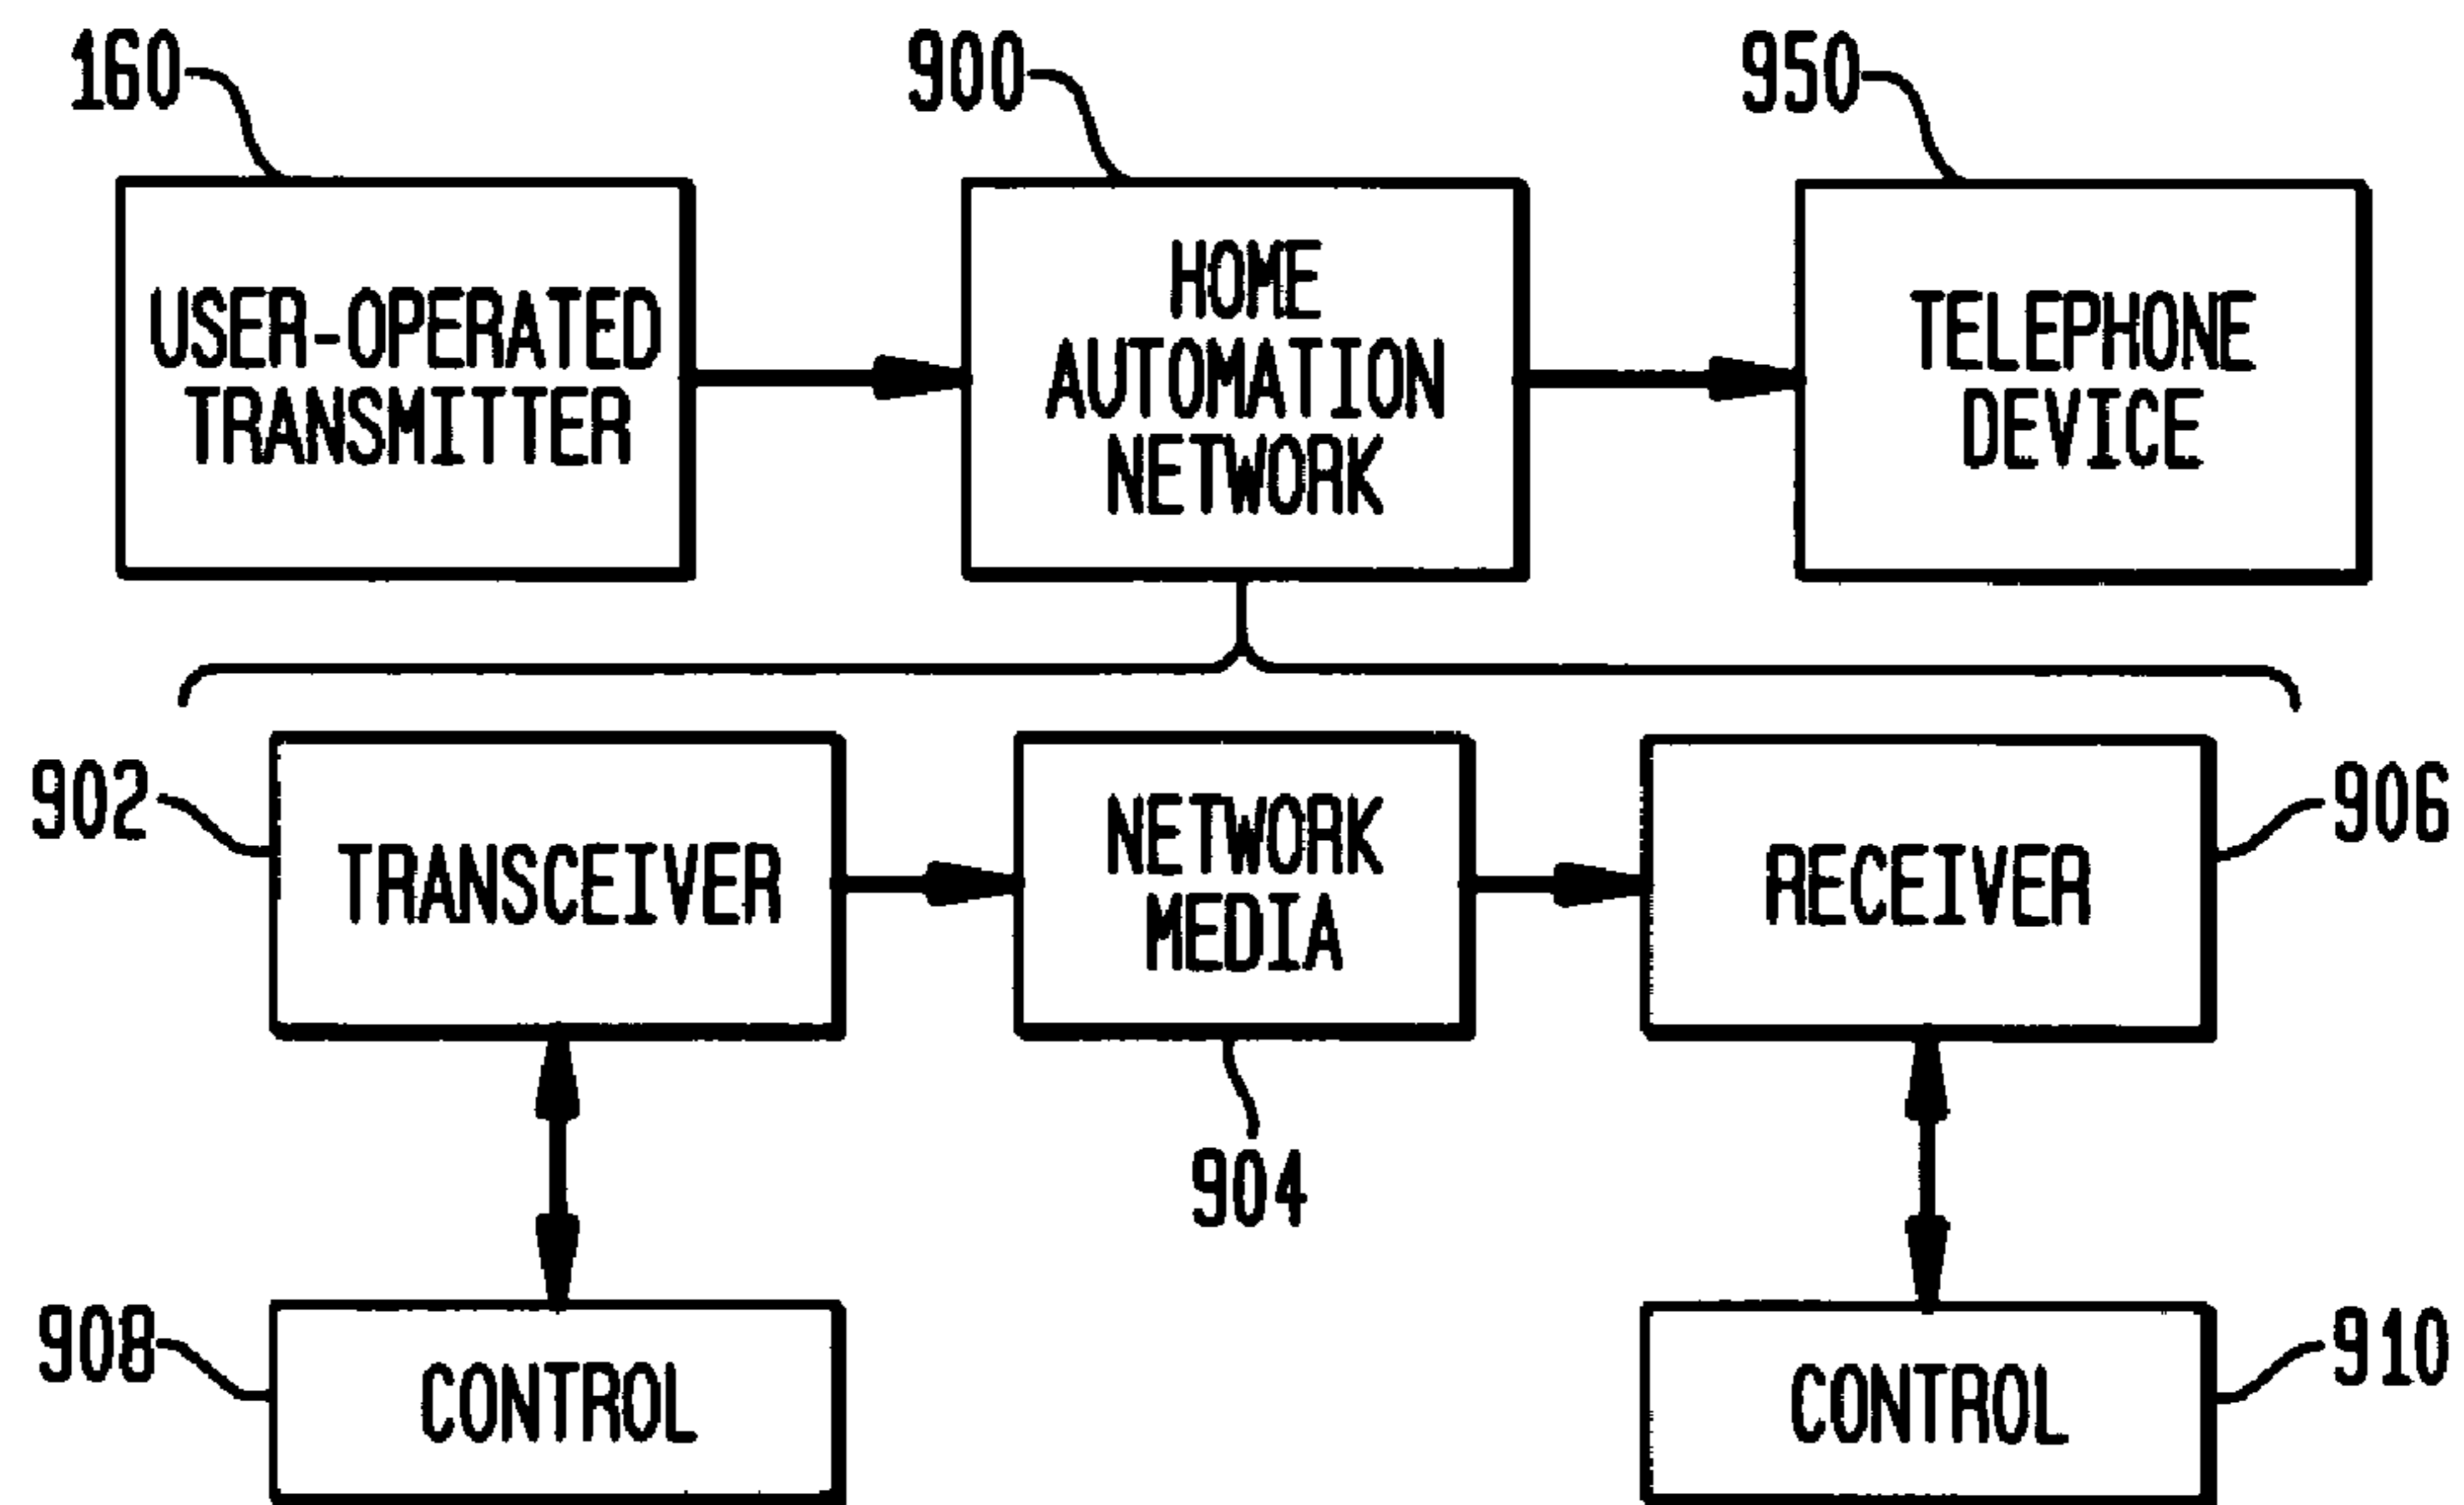 160
900
950
USER-OPERATED
TRANSMITTER
HOME
AUTOMATION
NETWORK
TELEPHONE
DEVICE
902
TRANSCEIVER
NETWORK
MEDIA
RECEIVER
906
904
908
CONTROL
CONTROL
910